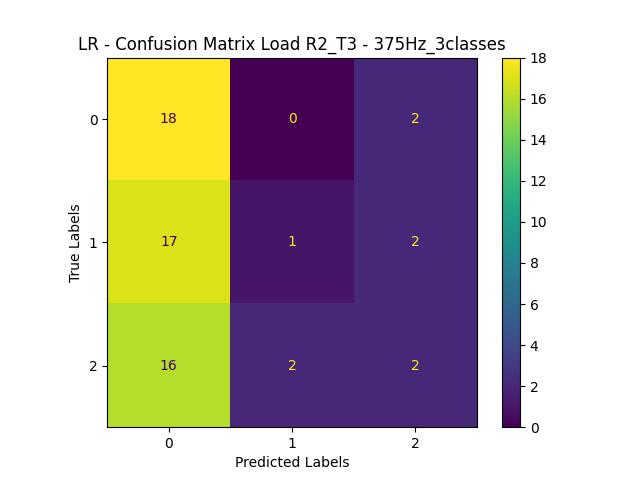 LR - Confusion Matrix Load R2_T3 - 375Hz_3classes
18
0
18 0 2
16
14
12
True Labels
1
17 1 2
10
8
6
2
16 2 2
4
2
0
0 1 2
Predicted Labels